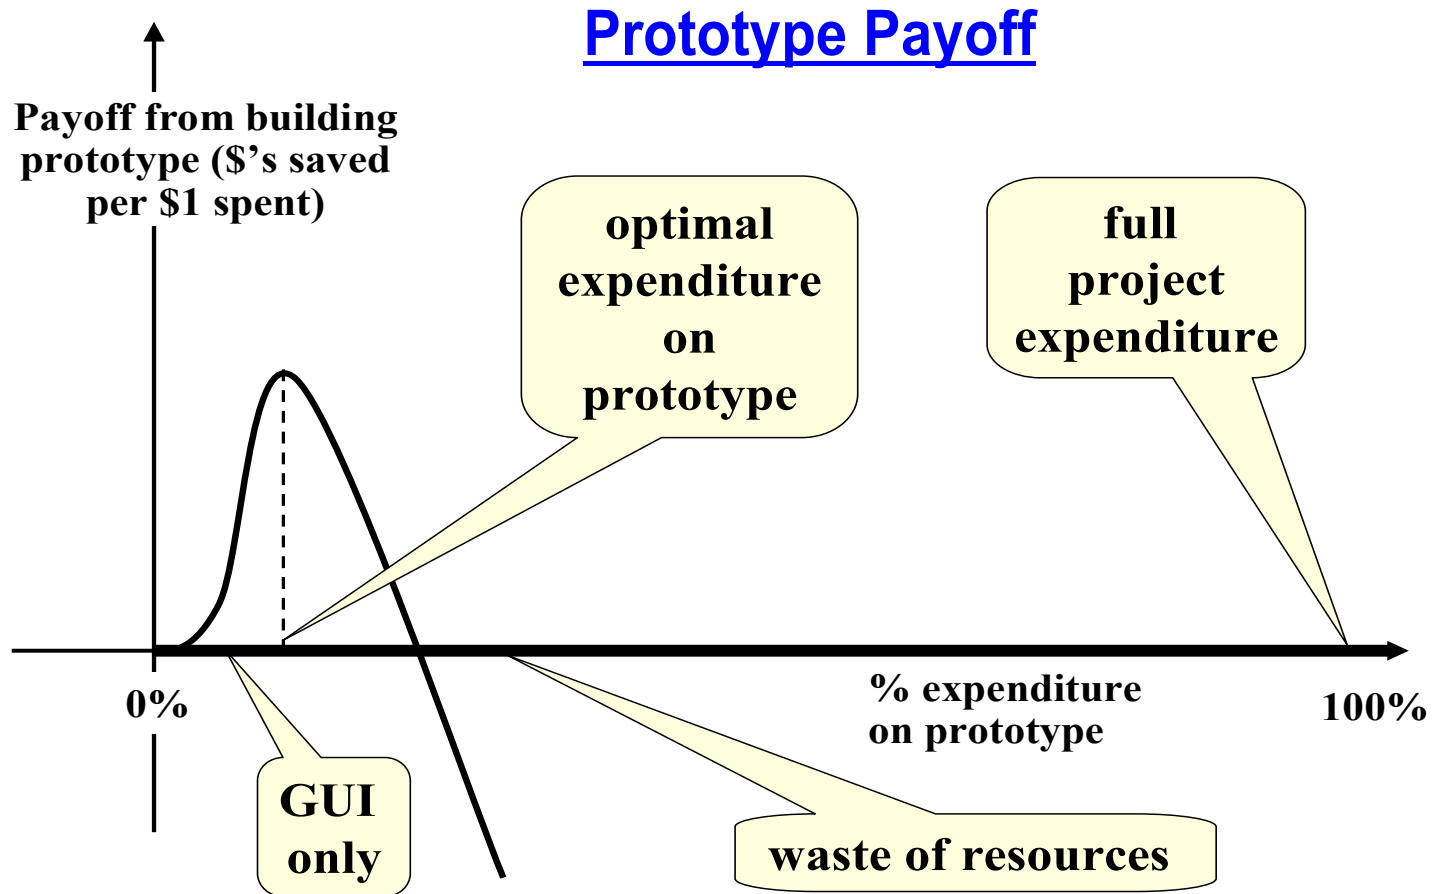 Prototype Payoff
Payoff from building
prototype ($’s saved
per $1 spent)
optimal
expenditure
on
prototype
full
project
expenditure
0%
% expenditure
on prototype
100%
GUI
only
waste of resources